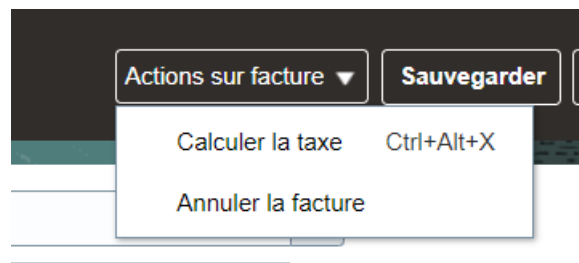 Actions sur facture ▼ Sauvegarder
Calculer la taxe Ctrl+Alt+X
Annuler la facture